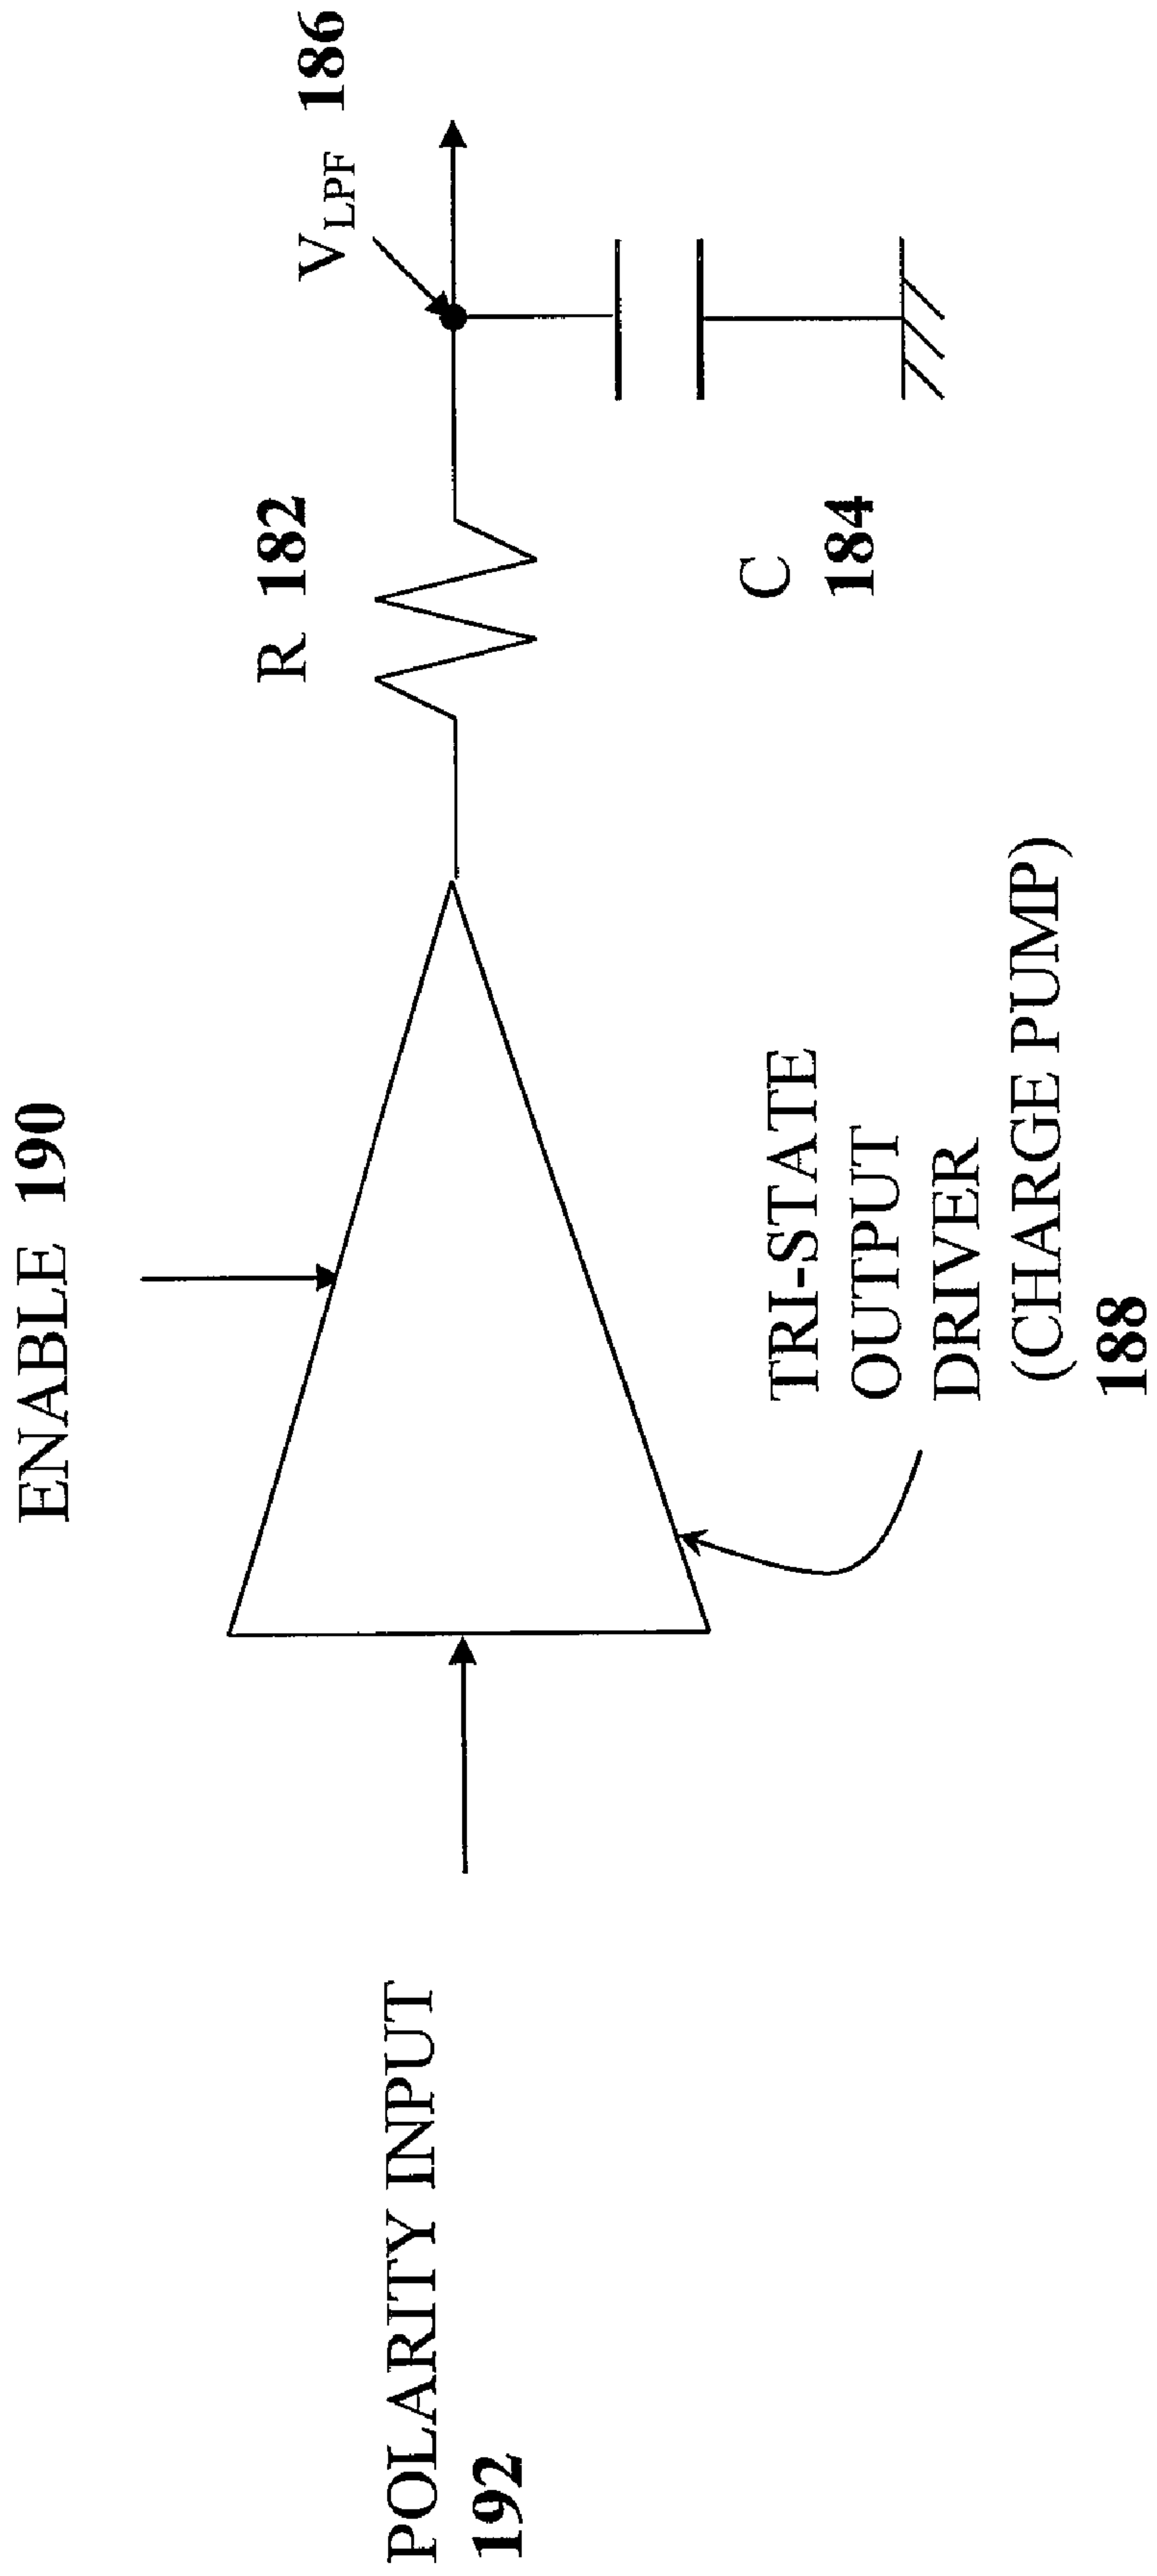 ENABLE 190
R 182
V_LPF 186
POLARITY INPUT
192
C
184
TRI-STATE
OUTPUT
DRIVER
(CHARGE PUMP)
188